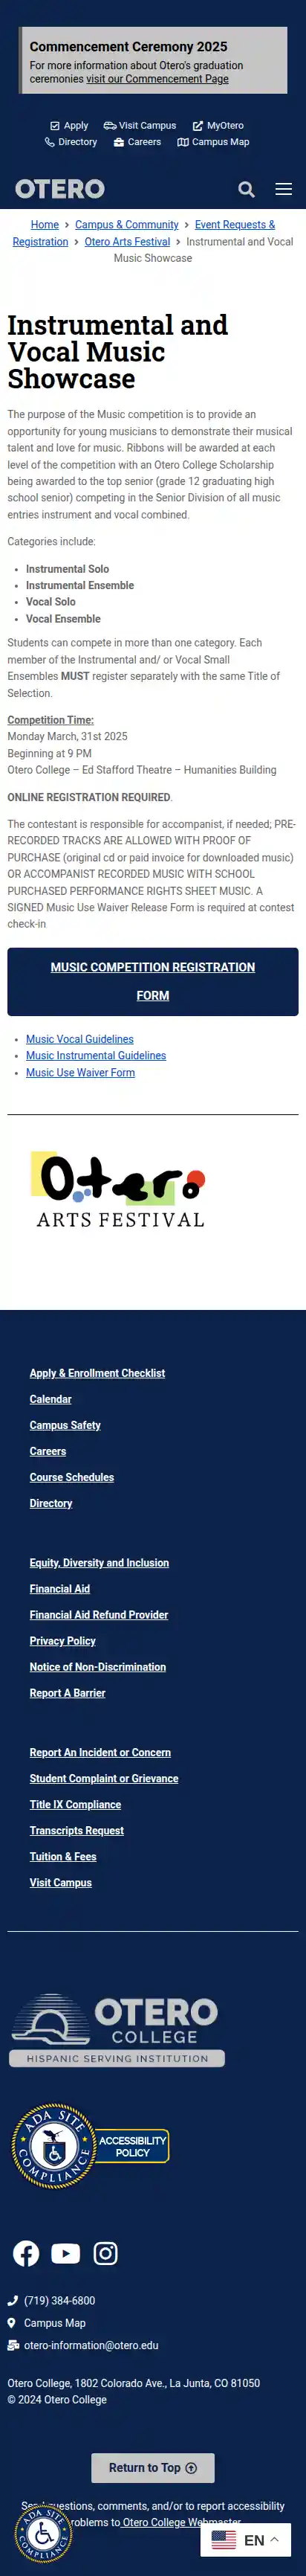 Commencement Ceremony 2025
For more information about Otero's graduation
ceremonies visit our Commencement Page
Apply Visit Campus MyOtero
Directory Careers Campus Map
OTERO
Home > Campus & Community > Event Requests &
Registration > Otero Arts Festival > Instrumental and Vocal
Music Showcase
Instrumental and
Vocal Music
Showcase
The purpose of the Music competition is to provide an
opportunity for young musicians to demonstrate their musical
talent and love for music. Ribbons will be awarded at each
level of the competition with an Otero College Scholarship
being awarded to the top senior (grade 12 graduating high
school senior) competing in the Senior Division of all music
entries instrument and vocal combined.
Categories include:
• Instrumental Solo
• Instrumental Ensemble
• Vocal Solo
• Vocal Ensemble
Students can compete in more than one category. Each
member of the Instrumental and/ or Vocal Small
Ensembles MUST register separately with the same Title of
Selection.
Competition Time:
Monday March, 31st 2025
Beginning at 9 PM
Otero College – Ed Stafford Theatre – Humanities Building
ONLINE REGISTRATION REQUIRED.
The contestant is responsible for accompanist, if needed; PRE-
RECORDED TRACKS ARE ALLOWED WITH PROOF OF
PURCHASE (original cd or paid invoice for downloaded music)
OR ACCOMPANIST RECORDED MUSIC WITH SCHOOL
PURCHASED PERFORMANCE RIGHTS SHEET MUSIC. A
SIGNED Music Use Waiver Release Form is required at contest
check-in
MUSIC COMPETITION REGISTRATION
FORM
• Music Vocal Guidelines
• Music Instrumental Guidelines
• Music Use Waiver Form
Otero
ARTS FESTIVAL
Apply & Enrollment Checklist
Calendar
Campus Safety
Careers
Course Schedules
Directory
Equity, Diversity and Inclusion
Financial Aid
Financial Aid Refund Provider
Privacy Policy
Notice of Non-Discrimination
Report A Barrier
Report An Incident or Concern
Student Complaint or Grievance
Title IX Compliance
Transcripts Request
Tuition & Fees
Visit Campus
OTERO
COLLEGE
HISPANIC SERVING INSTITUTION
ADA SITE
COMPLIANCE
ACCESSIBILITY
POLICY
(719) 384-6800
Campus Map
otero-information@otero.edu
Otero College, 1802 Colorado Ave., La Junta, CO 81050
© 2024 Otero College
Return to Top
Send questions, comments, and/or to report accessibility
problems to Otero College Webmaster
ADA SITE
COMPLIANCE
EN